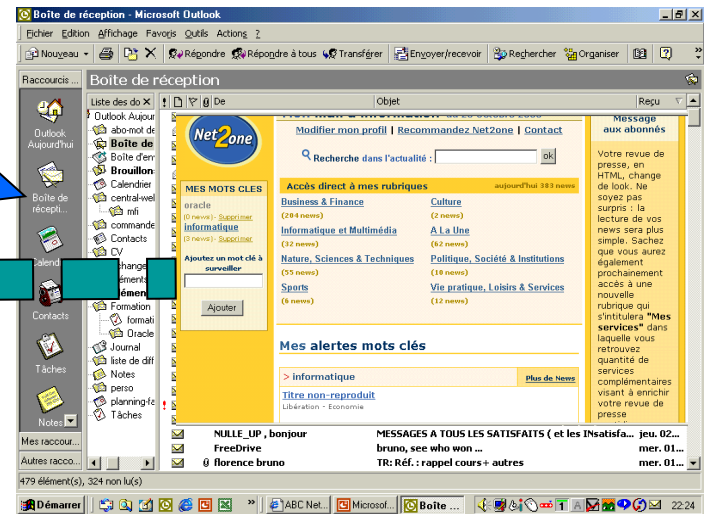 Boîte de réception - Microsoft Outlook
Fichier Edition Affichage Favoris Outils Actions ?
Nouveau Répondre Répondre à tous Transférer Envoyer/recevoir Rechercher Organiser
Raccourcis ... Boîte de réception
Liste des do X ! De Objet Reçu
Outlook Aujourd'hui
Boîte de récepti...
Calend
Contacts
Tâches
Notes
Mes raccour...
Autres racco...
Outlook Aujour
abo-mot de
Boîte de
Boîte d'en
Brouillon
Calendrier
central-wel
mfi
commande
Contacts
CV
change
éments
émen
Formation
formati
Oracle
Journal
liste de diff
Notes
perso
planning-fa
Tâches
Net2one
Modifier mon profil | Recommandez Net2one | Contact
Recherche dans l'actualité : ok
MES MOTS CLES
oracle
(0 news)- Supprimer
informatique
(3 news)- Supprimer
Ajoutez un mot clé à
surveiller
Ajouter
Accès direct à mes rubriques aujourd'hui 383 news
Business & Finance Culture
(204 news) (2 news)
Informatique et Multimédia A La Une
(32 news) (62 news)
Nature, Sciences & Techniques Politique, Société & Institutions
(55 news) (10 news)
Sports Vie pratique, Loisirs & Services
(6 news) (12 news)
Mes alertes mots clés
> informatique Plus de News
Titre non-reproduit
Libération - Economie
Message
aux abonnés
Votre revue de
presse, en
HTML, change
de look. Ne
soyez pas
surpris : la
lecture de vos
news sera plus
simple. Sachez
que vous aurez
également
prochainement
accès à une
nouvelle
rubrique qui
s'intitulera "Mes
services" dans
laquelle vous
retrouvez
quantité de
services
complémentaires
visant à enrichir
votre revue de
presse
NULLE_UP , bonjour MESSAGES A TOUS LES SATISFAITS ( et les INsatisfa... jeu. 02...
FreeDrive bruno, see who won ... mer. 01...
florence bruno TR: Réf. : rappel cours+ autres mer. 01...
479 élément(s), 324 non lu(s)
Démarrer ABC Net... Microsof... Boîte ... 22:24